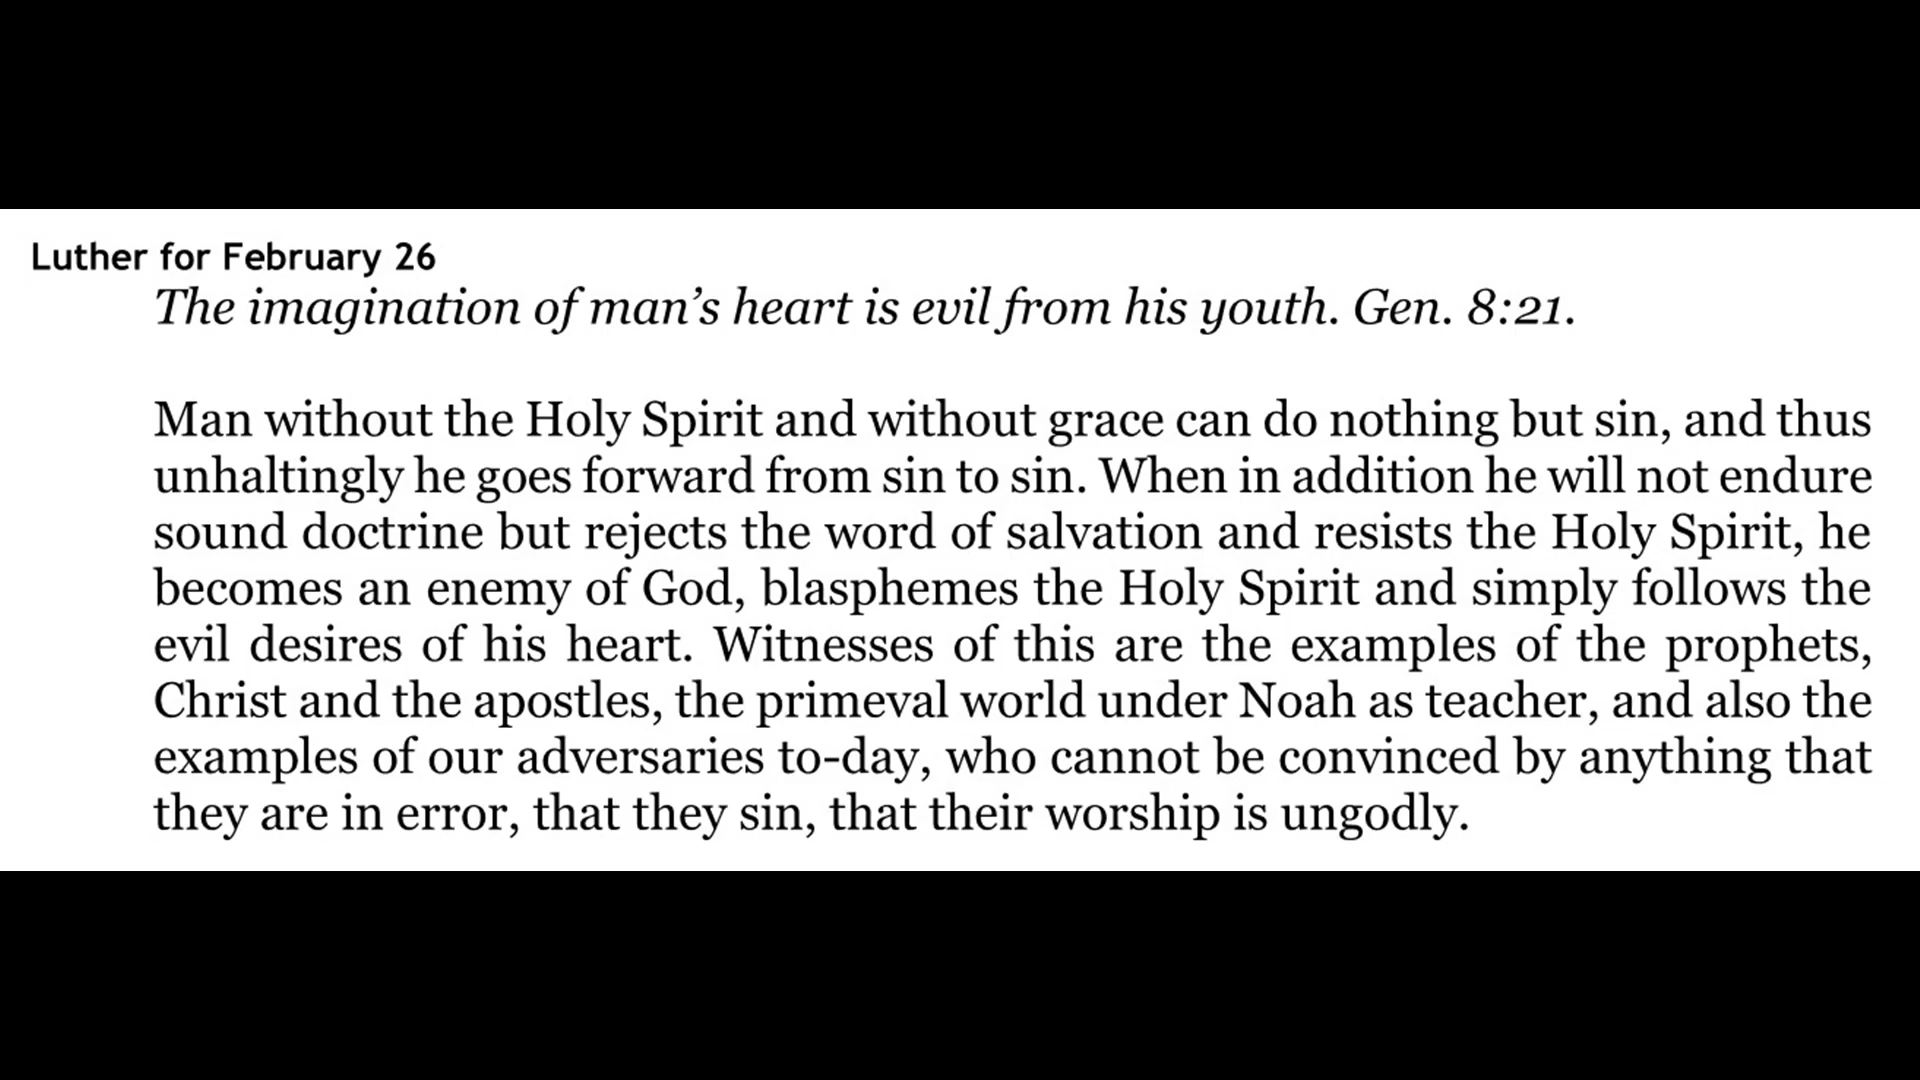 Luther for February 26
The imagination of man’s heart is evil from his youth. Gen. 8:21.
Man without the Holy Spirit and without grace can do nothing but sin, and thus
unhaltingly he goes forward from sin to sin. When in addition he will not endure
sound doctrine but rejects the word of salvation and resists the Holy Spirit, he
becomes an enemy of God, blasphemes the Holy Spirit and simply follows the
evil desires of his heart. Witnesses of this are the examples of the prophets,
Christ and the apostles, the primeval world under Noah as teacher, and also the
examples of our adversaries to-day, who cannot be convinced by anything that
they are in error, that they sin, that their worship is ungodly.